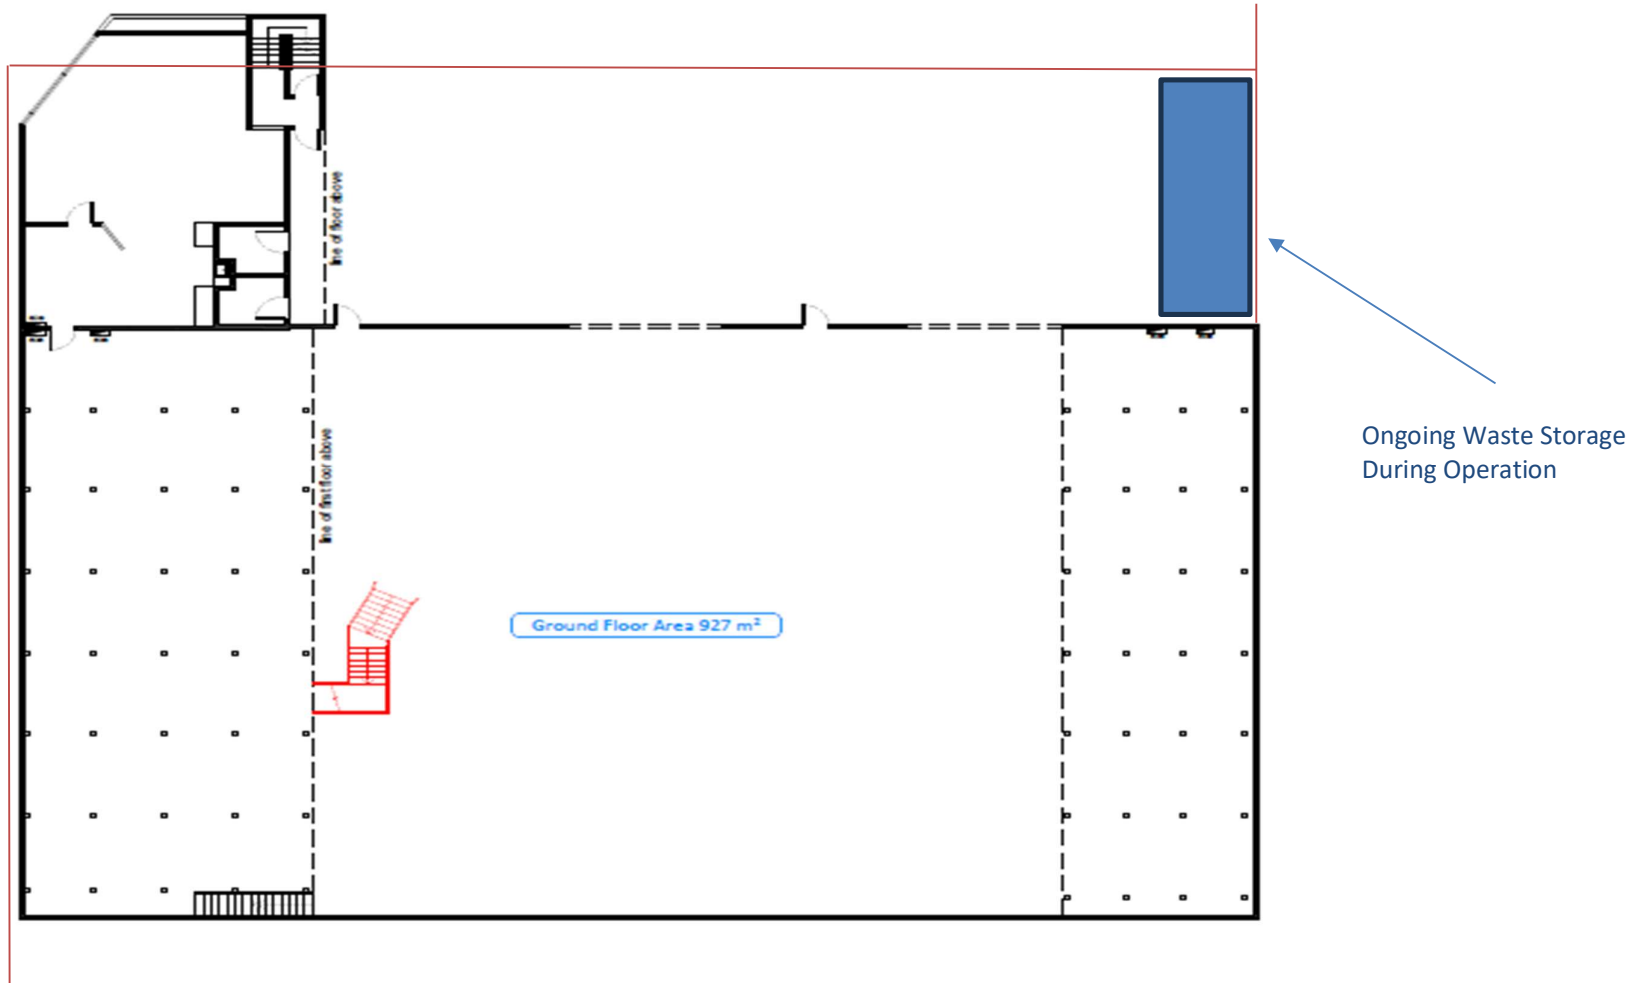 line of floor above
Ongoing Waste Storage
During Operation
line of first floor above
Ground Floor Area 927 m²